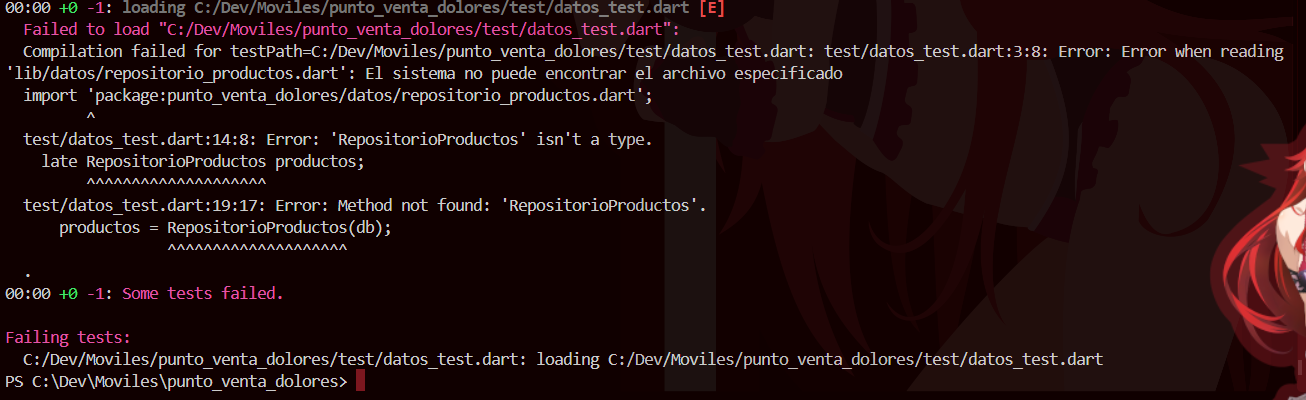 00:00 +0 -1: loading C:/Dev/Moviles/punto_venta_dolores/test/datos_test.dart [E]
Failed to load "C:/Dev/Moviles/punto_venta_dolores/test/datos_test.dart":
Compilation failed for testPath=C:/Dev/Moviles/punto_venta_dolores/test/datos_test.dart: test/datos_test.dart:3:8: Error: Error when reading
'lib/datos/repositorio_productos.dart': El sistema no puede encontrar el archivo especificado
import 'package:punto_venta_dolores/datos/repositorio_productos.dart';
^
test/datos_test.dart:14:8: Error: 'RepositorioProductos' isn't a type.
late RepositorioProductos productos;
^^^^^^^^^^^^^^^^^^^^
test/datos_test.dart:19:17: Error: Method not found: 'RepositorioProductos'.
productos = RepositorioProductos(db);
^^^^^^^^^^^^^^^^^^^^
.
00:00 +0 -1: Some tests failed.
Failing tests:
C:/Dev/Moviles/punto_venta_dolores/test/datos_test.dart: loading C:/Dev/Moviles/punto_venta_dolores/test/datos_test.dart
PS C:\Dev\Moviles\punto_venta_dolores>